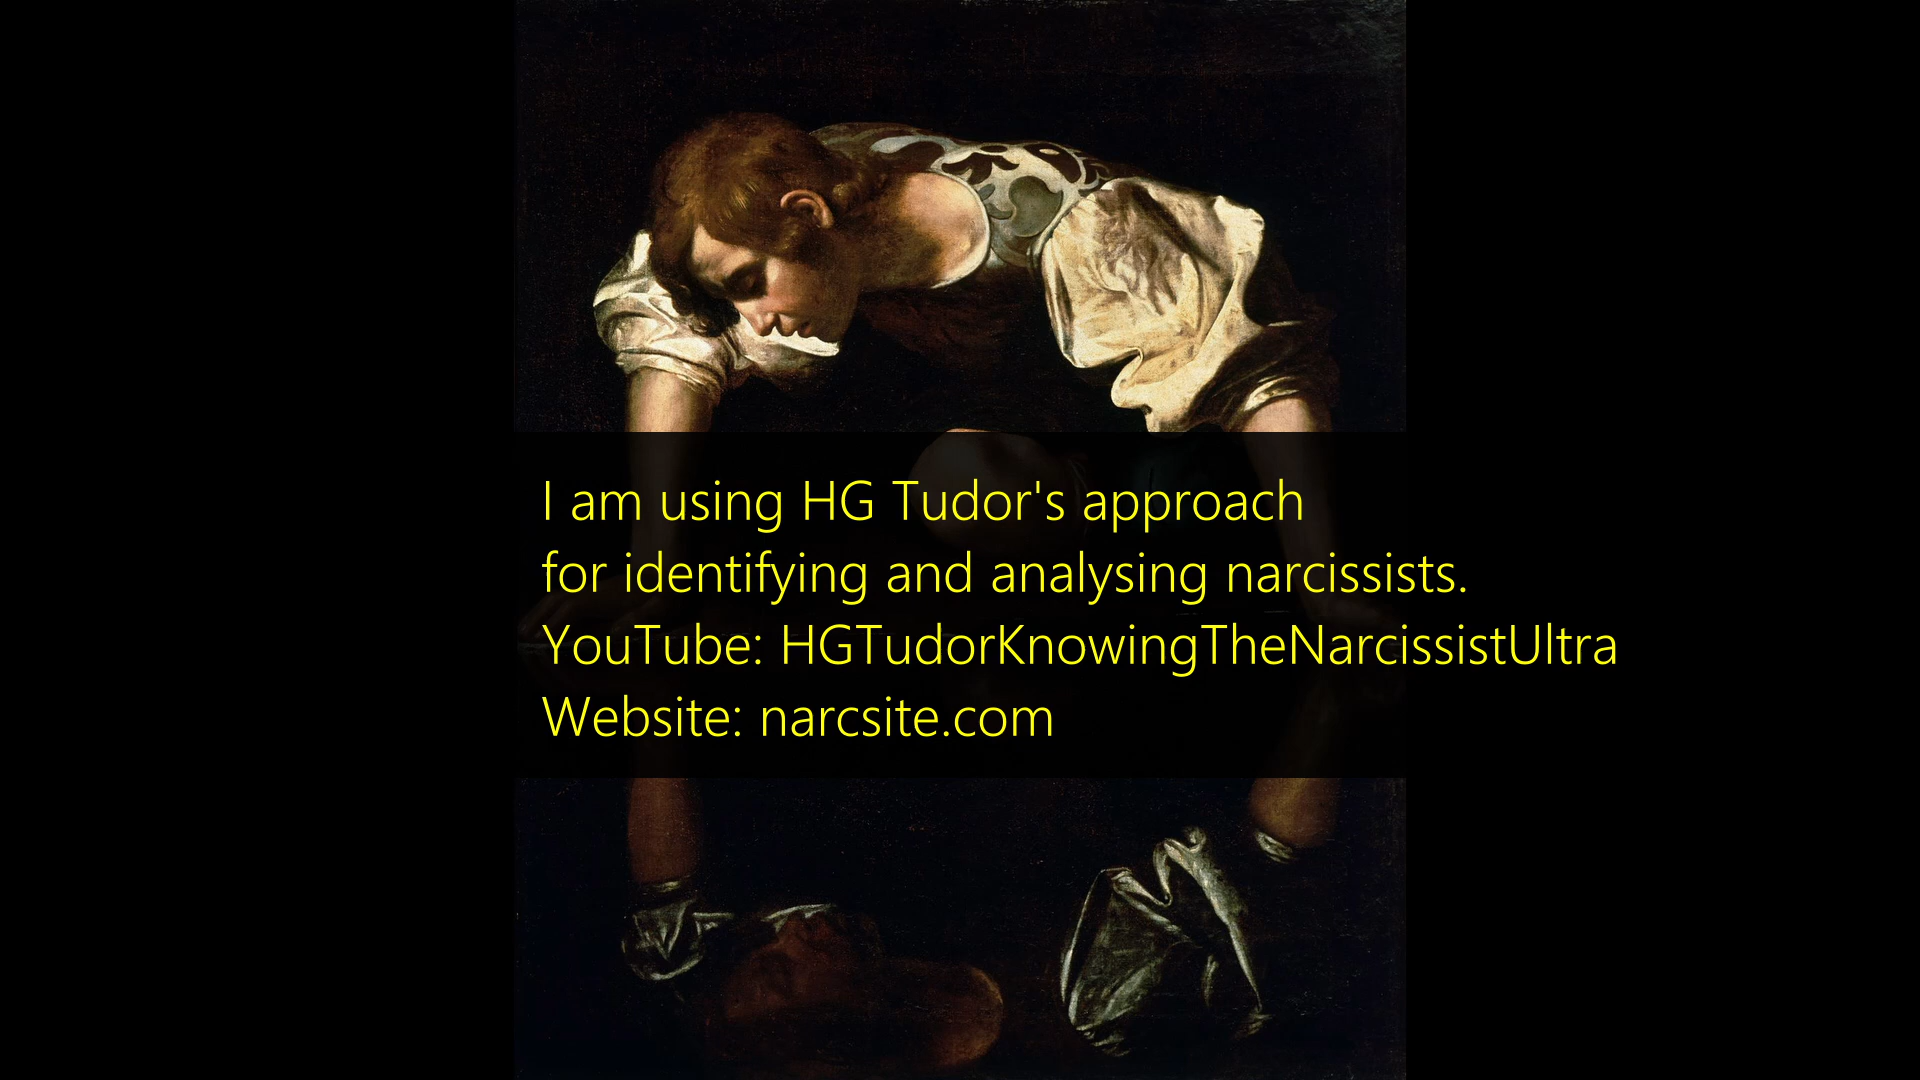 I am using HG Tudor's approach
for identifying and analysing narcissists.
YouTube: HGTudorKnowingTheNarcissistUltra
Website: narcsite.com